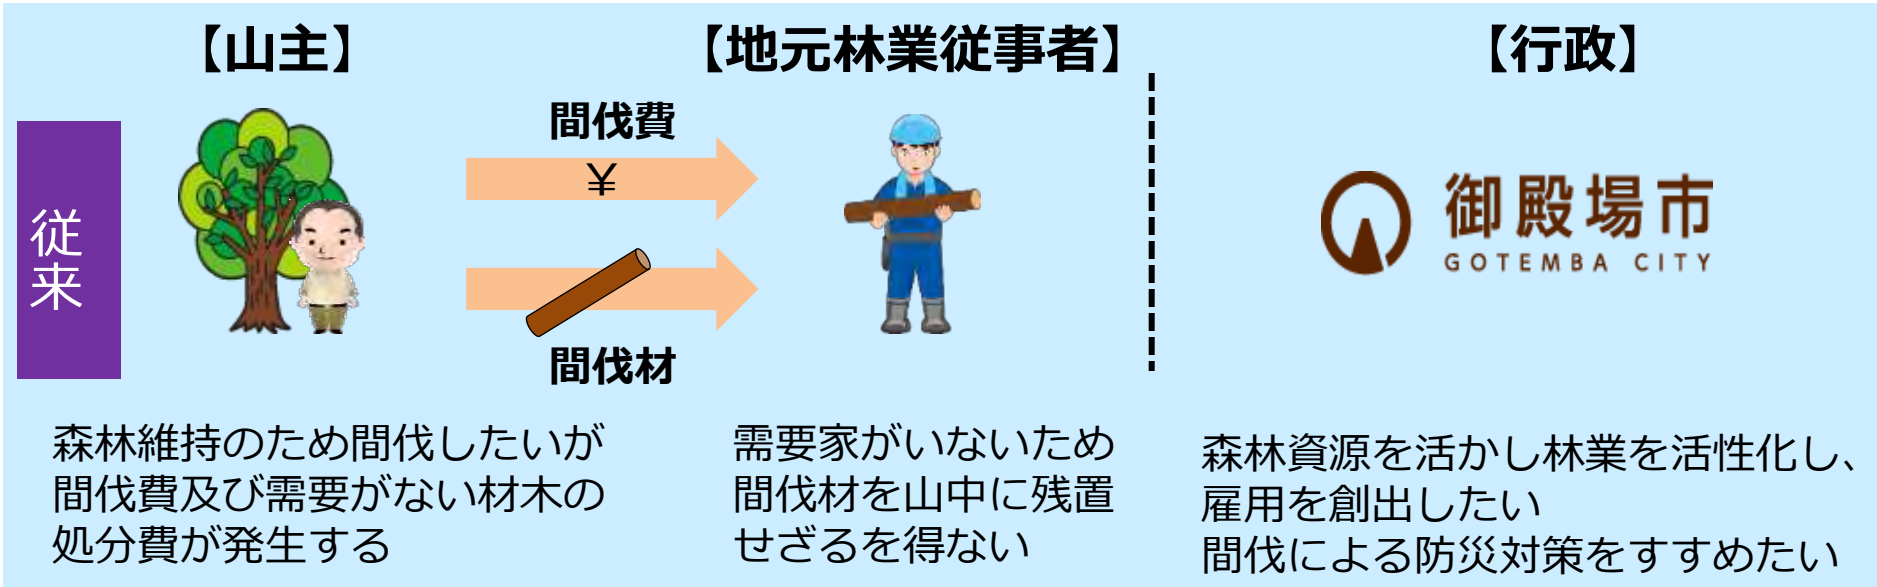 【山主】
【地元林業従事者】
【行政】
従来
間伐費
¥
間伐材
御殿場市
GOTEMBA CITY
森林維持のため間伐したいが
間伐費及び需要がない材木の
処分費が発生する
需要家がいないため
間伐材を山中に残置
せざるを得ない
森林資源を活かし林業を活性化し、
雇用を創出したい
間伐による防災対策をすすめたい